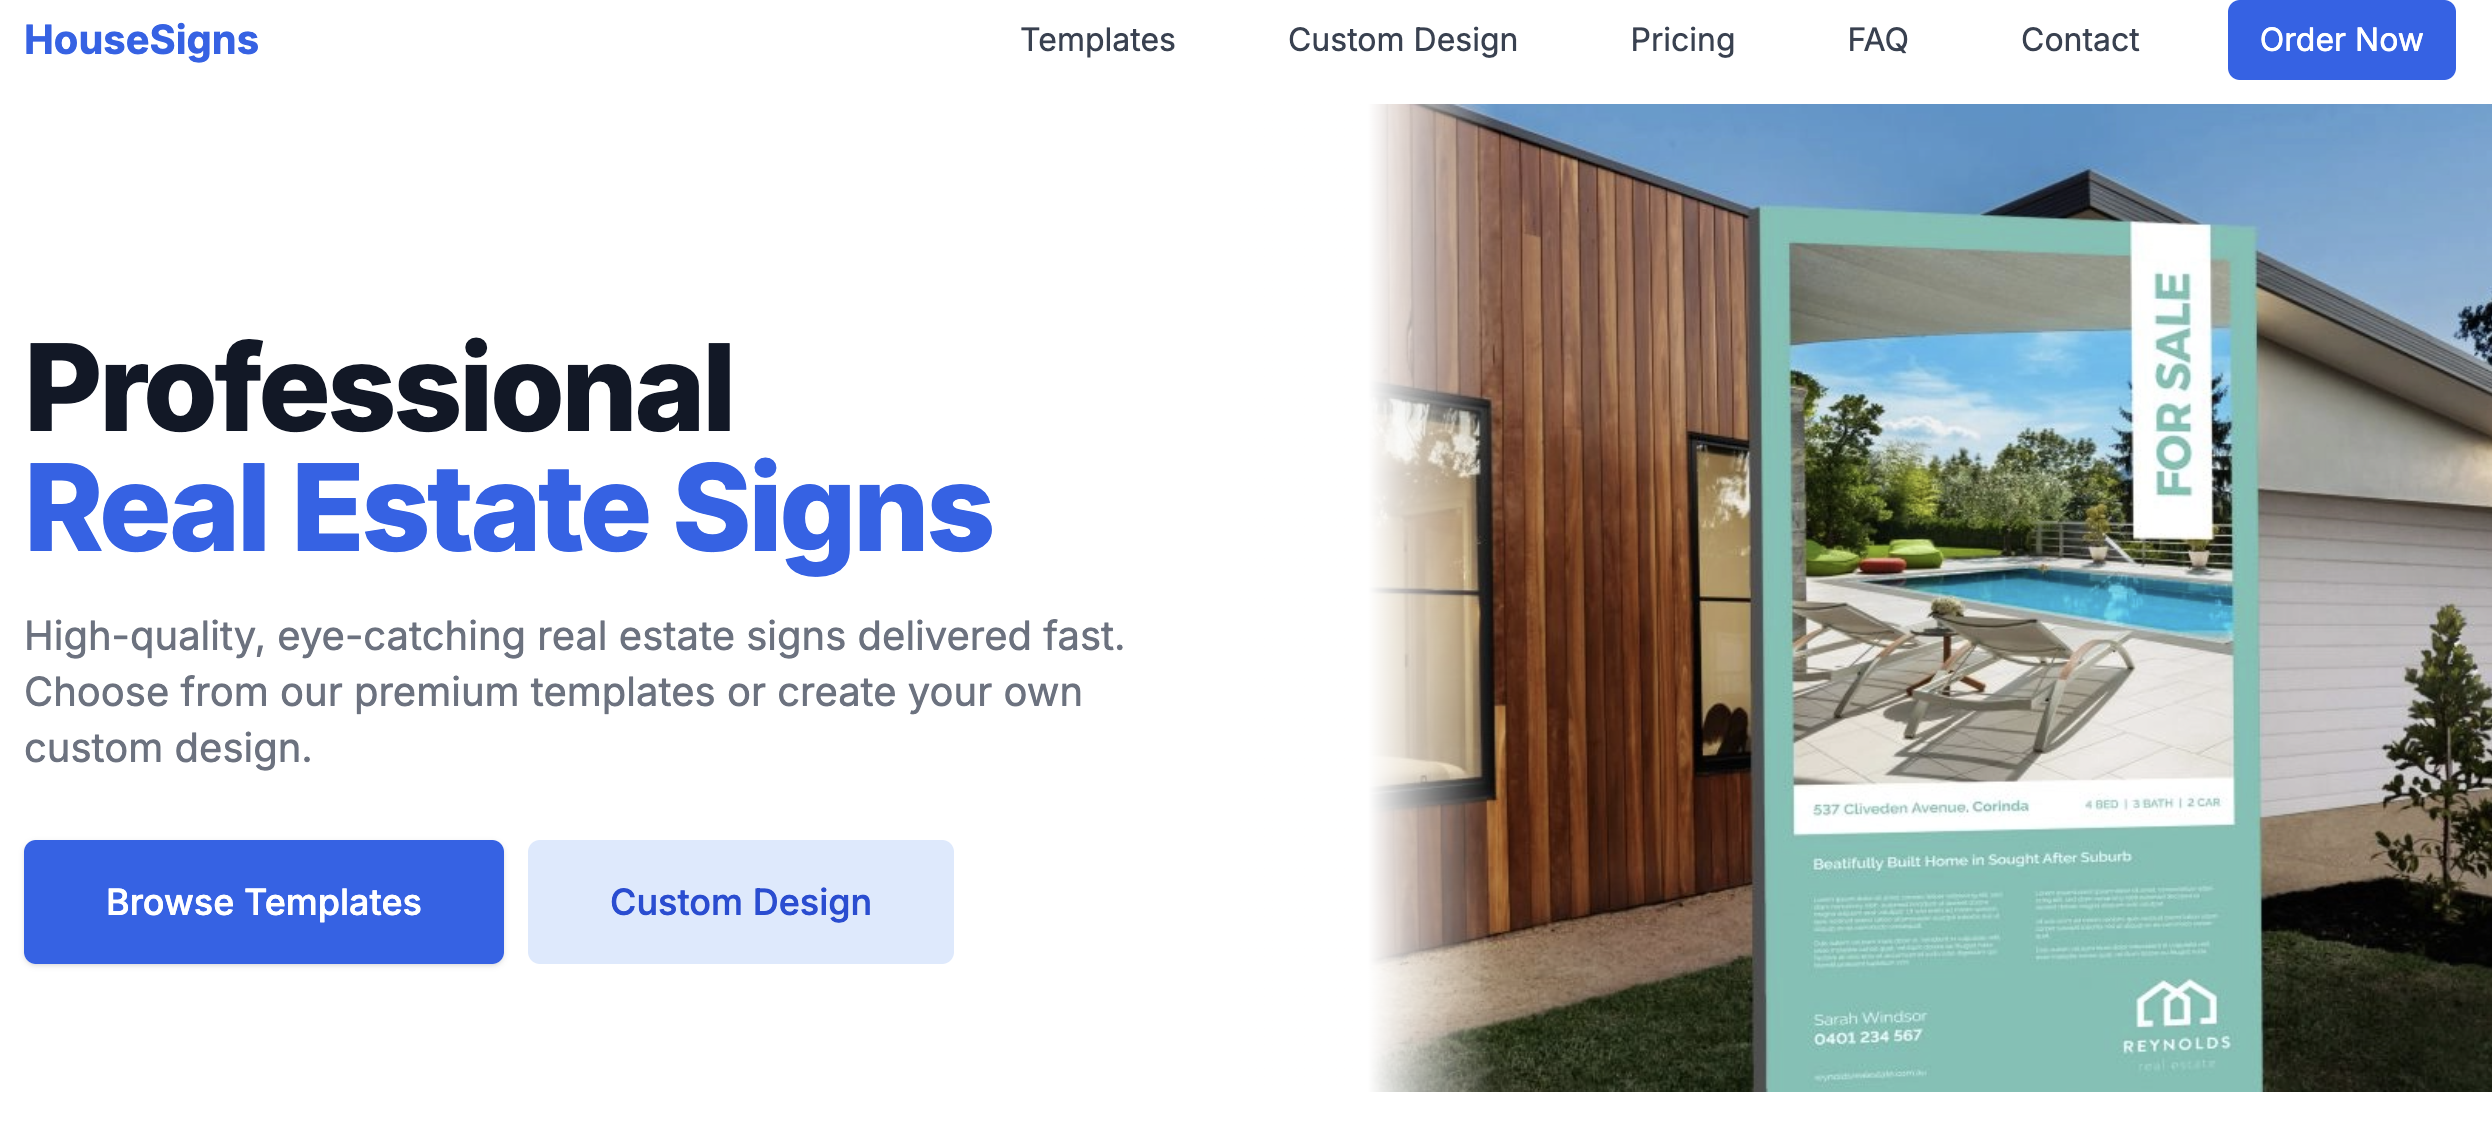 HouseSigns
Templates
Custom Design
Pricing
FAQ
Contact
Order Now
Professional
Real Estate Signs
High-quality, eye-catching real estate signs delivered fast.
Choose from our premium templates or create your own
custom design.
Browse Templates
Custom Design
FOR SALE
537 Cliveden Avenue, Corinda
4 BED | 3 BATH | 2 CAR
Beatifully Built Home in Sought After Suburb
Sarah Windsor
0401 234 567
REYNOLDS
real estate